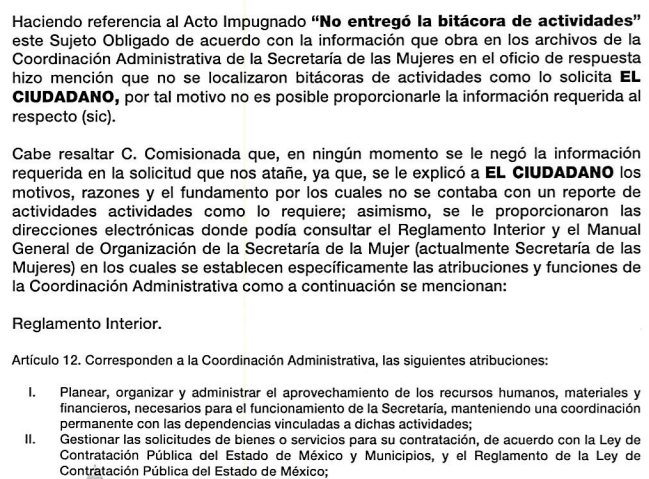 Haciendo referencia al Acto Impugnado “No entregó la bitácora de actividades”
este Sujeto Obligado de acuerdo con la información que obra en los archivos de la
Coordinación Administrativa de la Secretaría de las Mujeres en el oficio de respuesta
hizo mención que no se localizaron bitácoras de actividades como lo solicita EL
CIUDADANO, por tal motivo no es posible proporcionarle la información requerida al
respecto (sic).
Cabe resaltar C. Comisionada que, en ningún momento se le negó la información
requerida en la solicitud que nos atañe, ya que, se le explicó a EL CIUDADANO los
motivos, razones y el fundamento por los cuales no se contaba con un reporte de
actividades actividades como lo requiere; asimismo, se le proporcionaron las
direcciones electrónicas donde podía consultar el Reglamento Interior y el Manual
General de Organización de la Secretaría de la Mujer (actualmente Secretaría de las
Mujeres) en los cuales se establecen específicamente las atribuciones y funciones de
la Coordinación Administrativa como a continuación se mencionan:
Reglamento Interior.
Artículo 12. Corresponden a la Coordinación Administrativa, las siguientes atribuciones:
I. Planear, organizar y administrar el aprovechamiento de los recursos humanos, materiales y
financieros, necesarios para el funcionamiento de la Secretaría, manteniendo una coordinación
permanente con las dependencias vinculadas a dichas actividades;
II. Gestionar las solicitudes de bienes o servicios para su contratación, de acuerdo con la Ley de
Contratación Pública del Estado de México y Municipios, y el Reglamento de la Ley de
Contratación Pública del Estado de México;